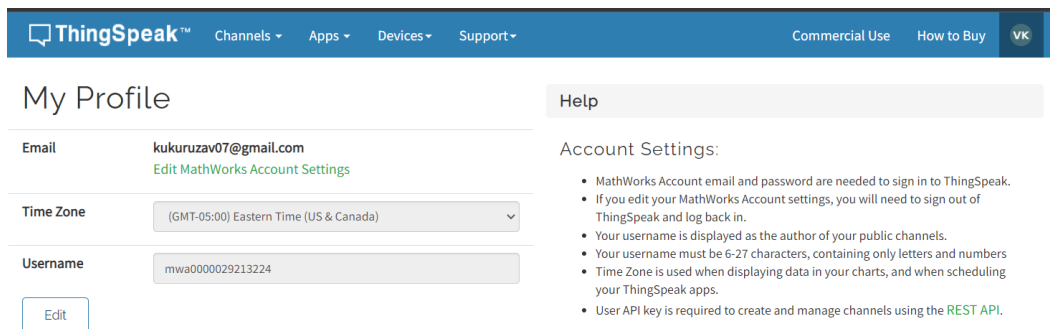 ThingSpeak™ Channels Apps Devices Support Commercial Use How to Buy VK
My Profile
Email kukuruzav07@gmail.com
Edit MathWorks Account Settings
Time Zone (GMT-05:00) Eastern Time (US & Canada)
Username mwa0000029213224
Edit
Help
Account Settings:
• MathWorks Account email and password are needed to sign in to ThingSpeak.
• If you edit your MathWorks Account settings, you will need to sign out of
ThingSpeak and log back in.
• Your username is displayed as the author of your public channels.
• Your username must be 6-27 characters, containing only letters and numbers
• Time Zone is used when displaying data in your charts, and when scheduling
your ThingSpeak apps.
• User API key is required to create and manage channels using the REST API.